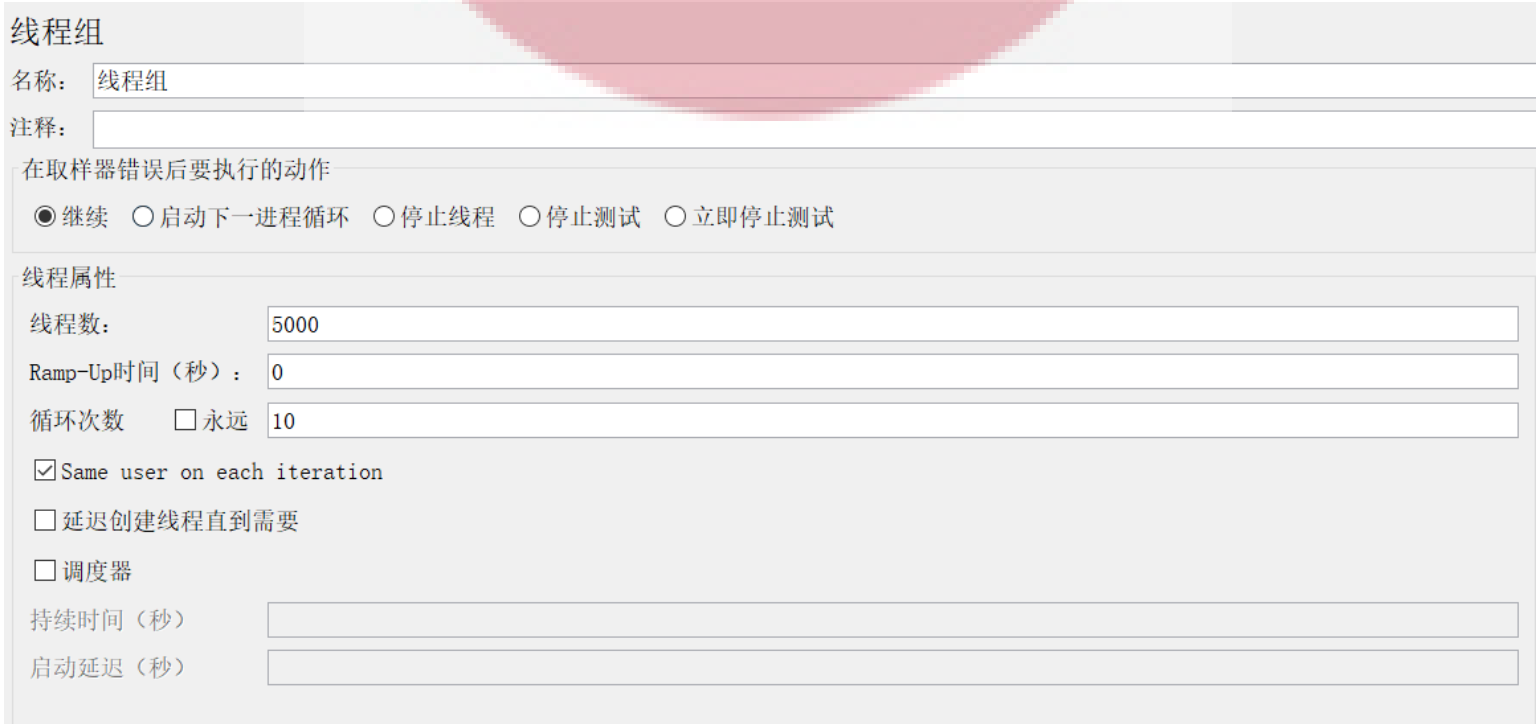 线程组
名称： 线程组
注释：
在取样器错误后要执行的动作
继续 启动下一进程循环 停止线程 停止测试 立即停止测试
线程属性
线程数： 5000
Ramp-Up时间（秒）： 0
循环次数 永远 10
Same user on each iteration
延迟创建线程直到需要
调度器
持续时间（秒）
启动延迟（秒）